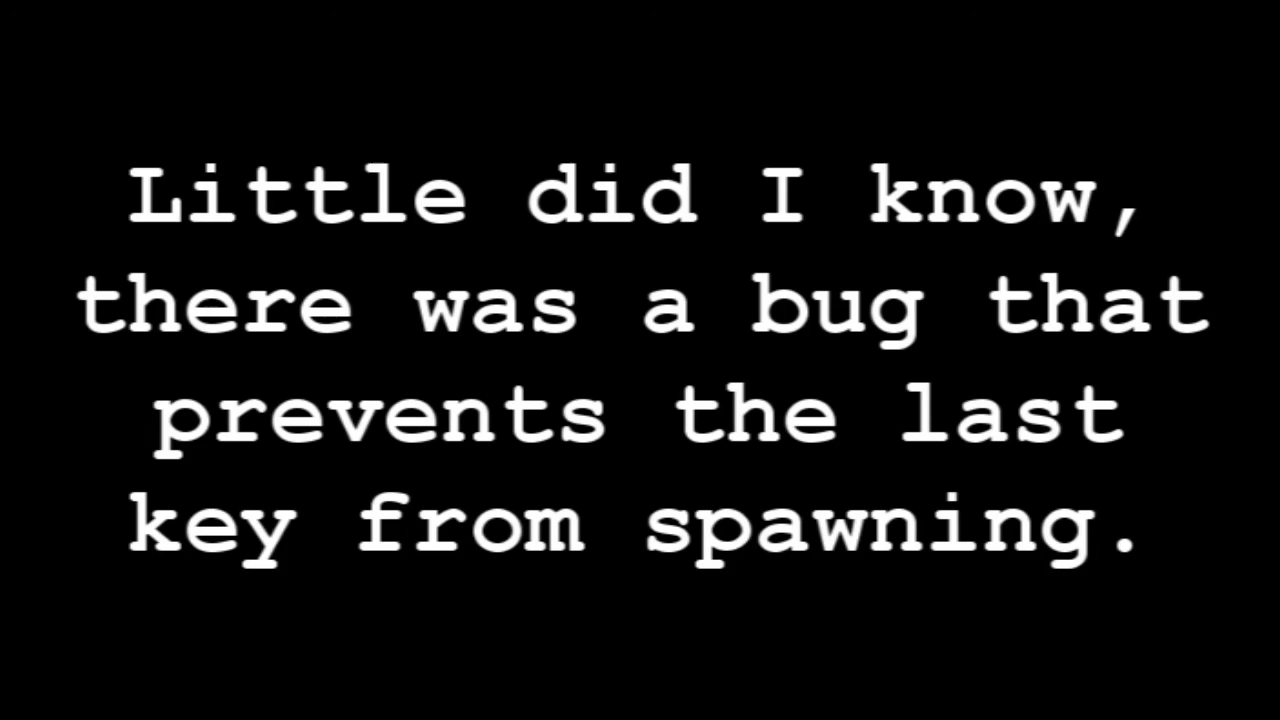 Little did I know,
there was a bug that
prevents the last
key from spawning.